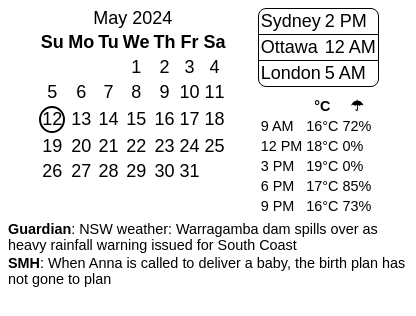 May 2024
Su Mo Tu We Th Fr Sa
1 2 3 4
5 6 7 8 9 10 11
12 13 14 15 16 17 18
19 20 21 22 23 24 25
26 27 28 29 30 31
Sydney 2 PM
Ottawa 12 AM
London 5 AM
°C ☂
9 AM 16°C 72%
12 PM 18°C 0%
3 PM 19°C 0%
6 PM 17°C 85%
9 PM 16°C 73%
Guardian: NSW weather: Warragamba dam spills over as
heavy rainfall warning issued for South Coast
SMH: When Anna is called to deliver a baby, the birth plan has
not gone to plan